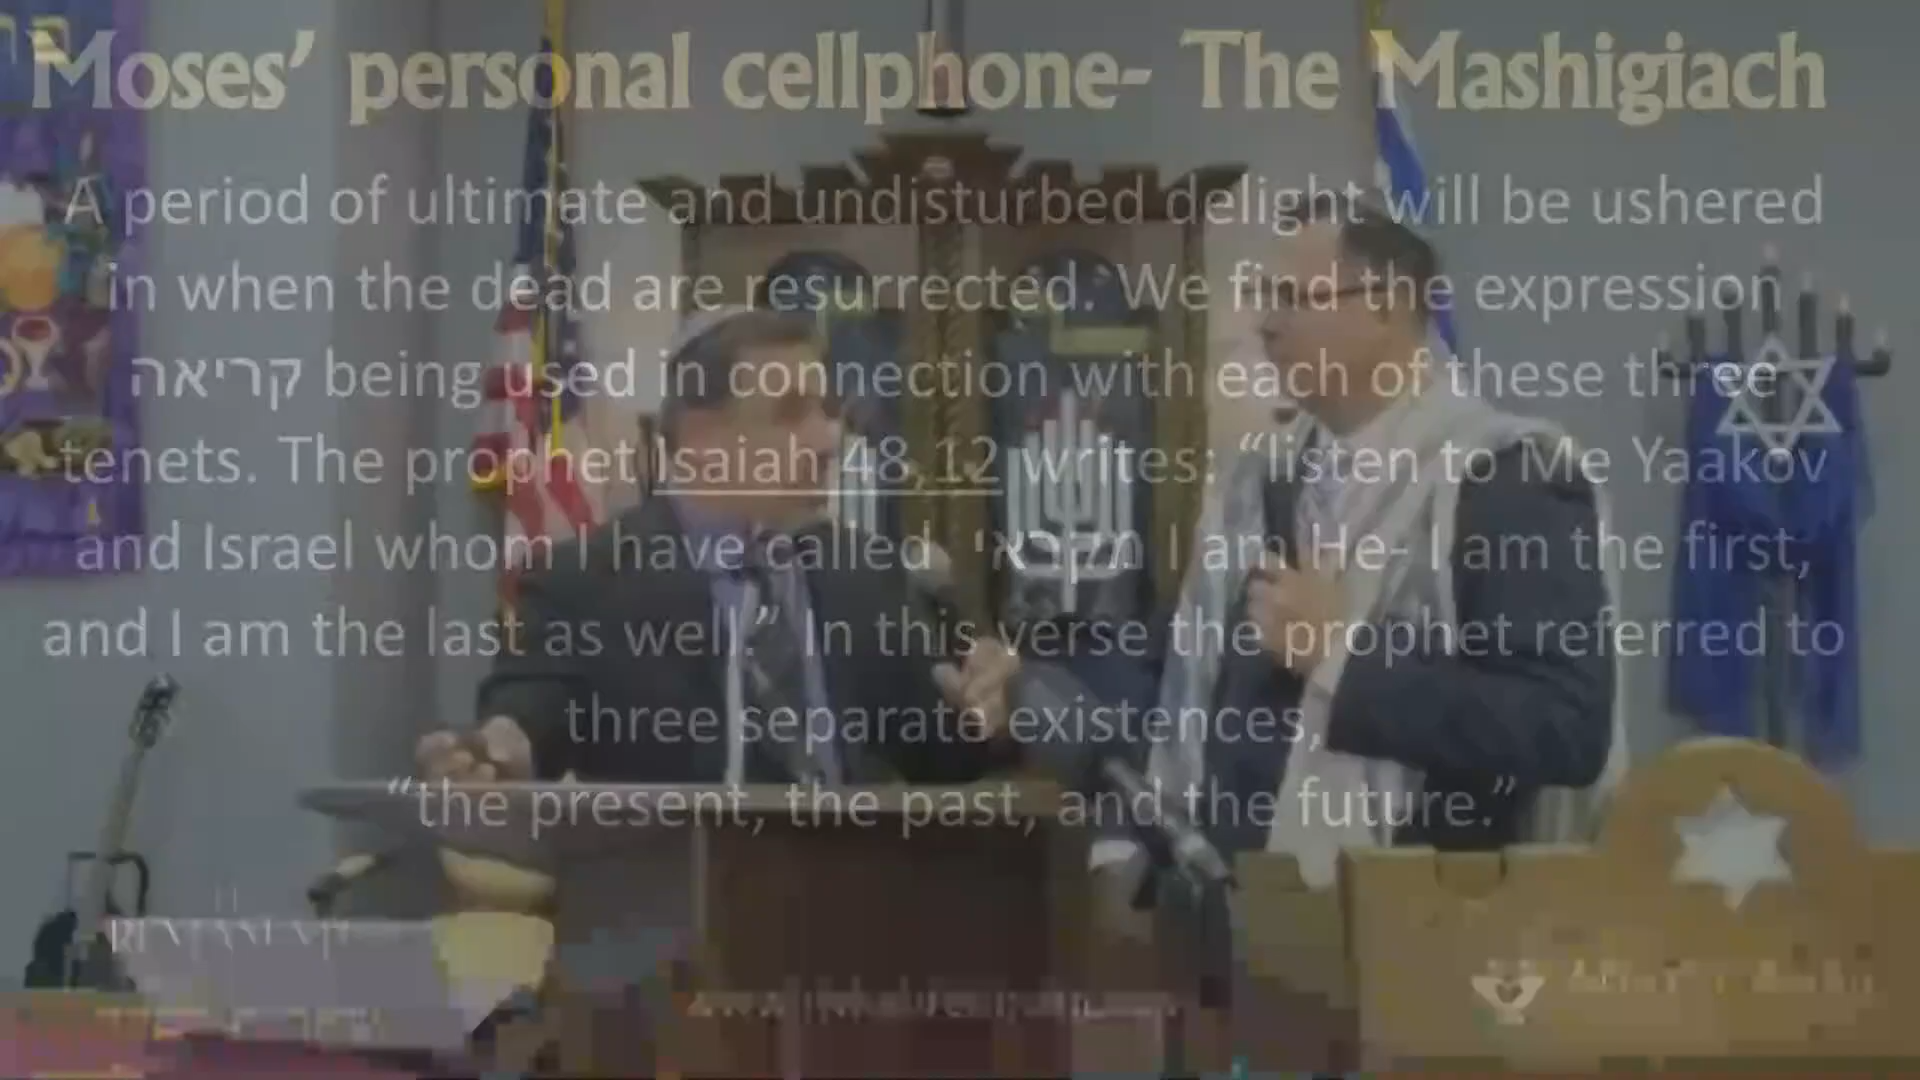 Moses’ personal cellphone- The Mashigiach
A period of ultimate and undisturbed delight will be ushered
in when the dead are resurrected. We find the expression
קריאה being used in connection with each of these three
tenets. The prophet Isaiah 48,12 writes: “listen to Me Yaakov
and Israel whom I have called מקראי I am He- I am the first,
and I am the last as well.” In this verse the prophet referred to
three separate existences,
“the present, the past, and the future.”